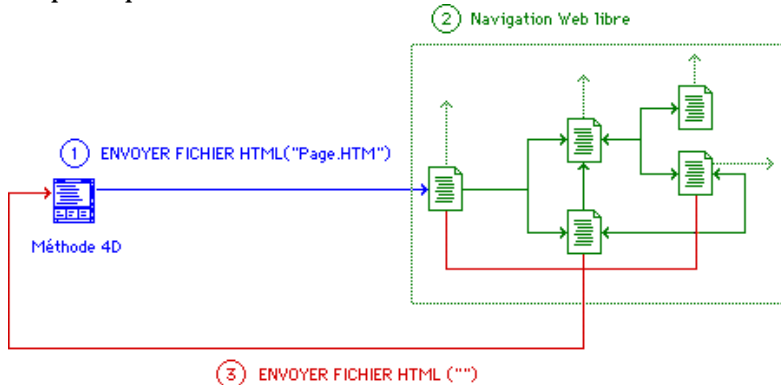 2 Navigation Web libre
1 ENVOYER FICHIER HTML("Page.HTM")
Méthode 4D
3 ENVOYER FICHIER HTML ("")